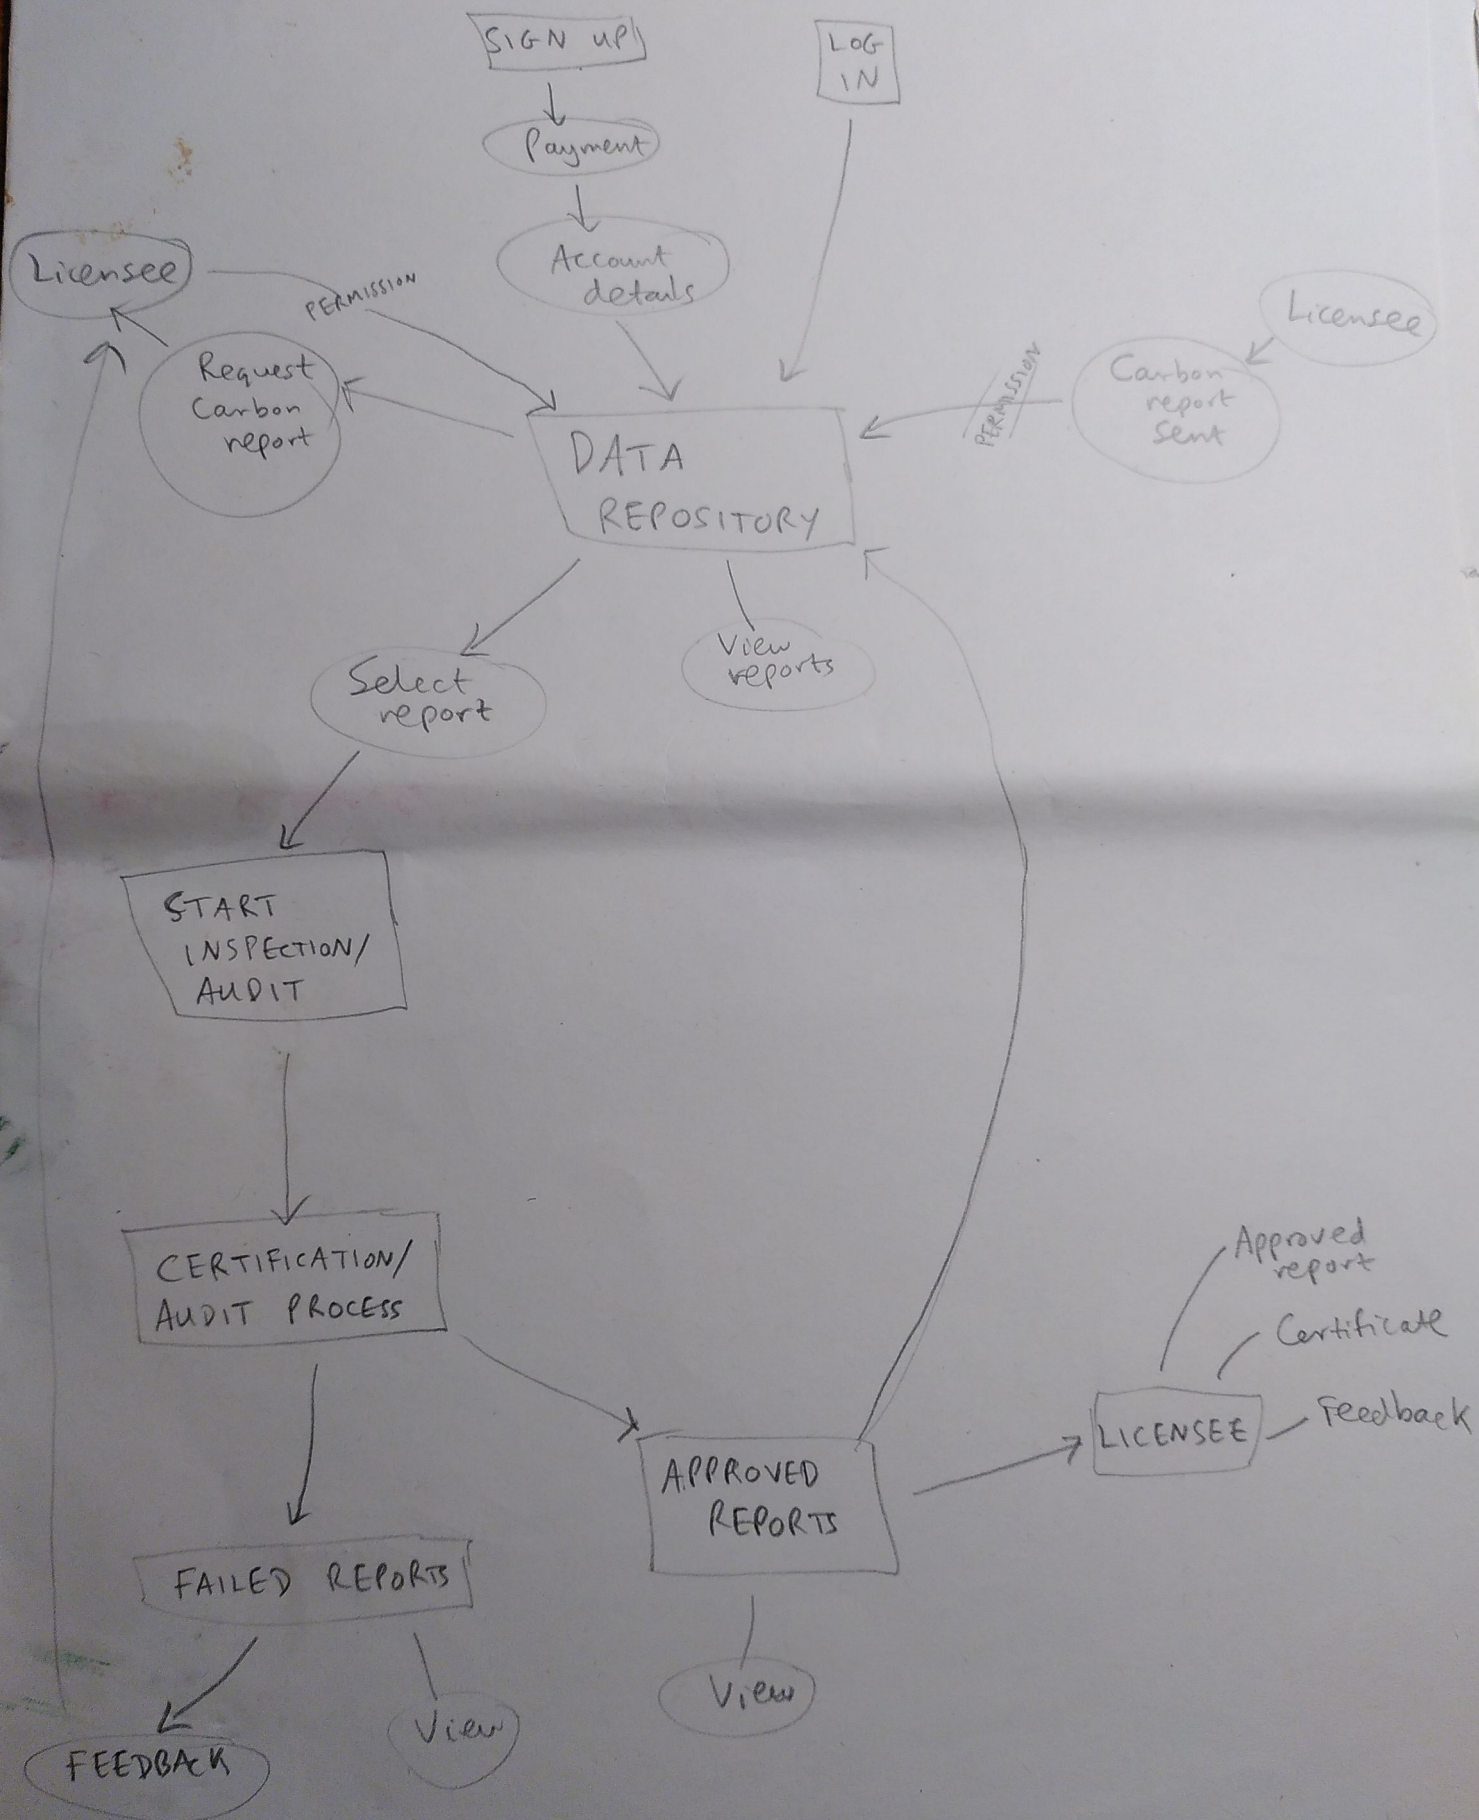 SIGN UP
LOG
IN
Payment
Account
details
Licensee
PERMISSION
Licensee
Request
Carbon
report
Carbon
report
sent
PERMISSION
DATA
REPOSITORY
Select
report
View
reports
START
INSPECTION/
AUDIT
CERTIFICATION/
AUDIT PROCESS
Approved
report
Certificate
Feedback
LICENSEE
APPROVED
REPORTS
FAILED REPORTS
View
View
FEEDBACK